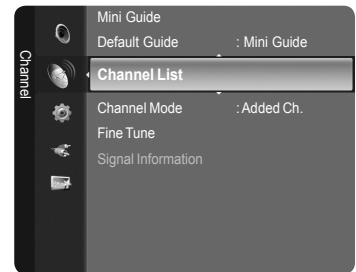 Channel
Mini Guide
Default Guide : Mini Guide
Channel List
Channel Mode : Added Ch.
Fine Tune
Signal Information